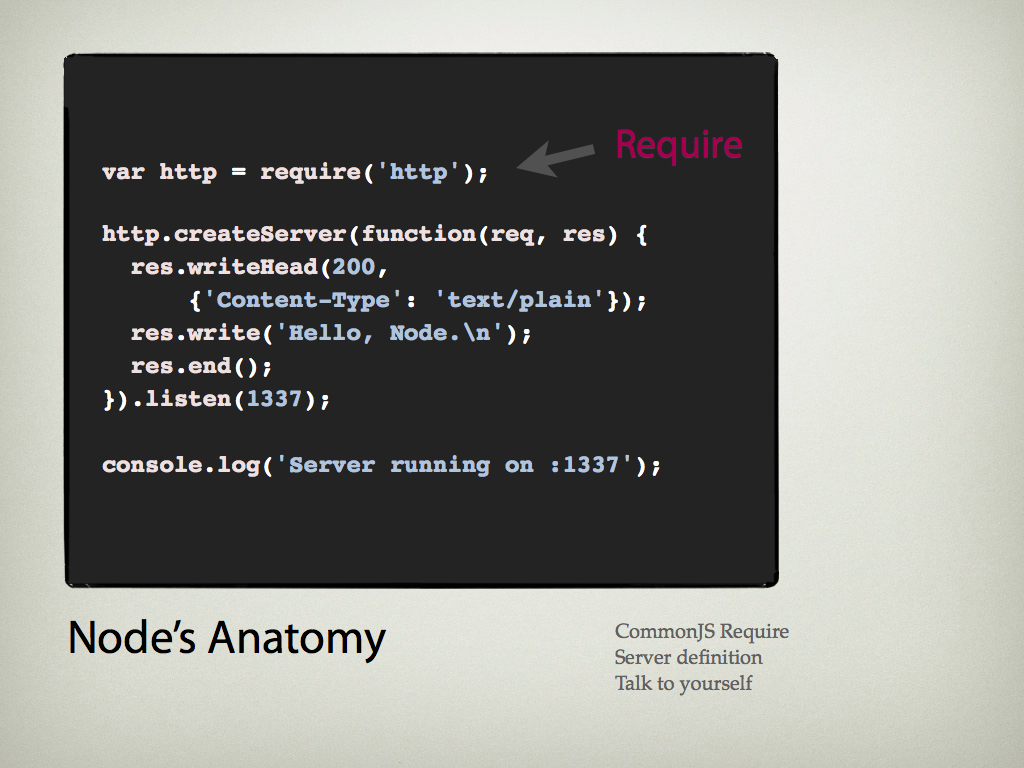 Require
var http = require('http');
http.createServer(function(req, res) {
  res.writeHead(200,
      {'Content-Type': 'text/plain'});
  res.write('Hello, Node.\n');
  res.end();
}).listen(1337);
console.log('Server running on :1337');
Node's Anatomy
CommonJS Require
Server definition
Talk to yourself